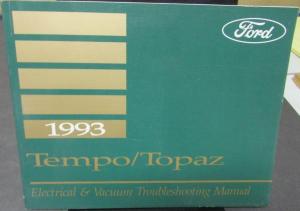 Ford
1993
Tempo/Topaz
Electrical & Vacuum Troubleshooting Manual